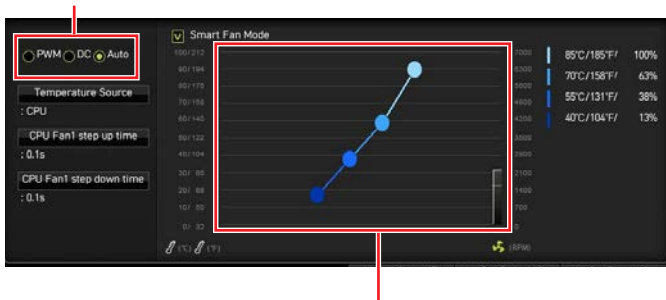 PWM DC Auto
Temperature Source
: CPU
CPU Fan1 step up time
: 0.1s
CPU Fan1 step down time
: 0.1s
V Smart Fan Mode
100/212 7000
90/194 6300
80/176
70/158 4900
60/140 4200
50/122 3500
40/104 2800
30/ 86 2100
20/ 68 1400
10/ 50 700
0/ 32 0
(°C) (°F) (RPM)
85°C/185°F/ 100%
70°C/158°F/ 63%
55°C/131°F/ 38%
40°C/104°F/ 13%